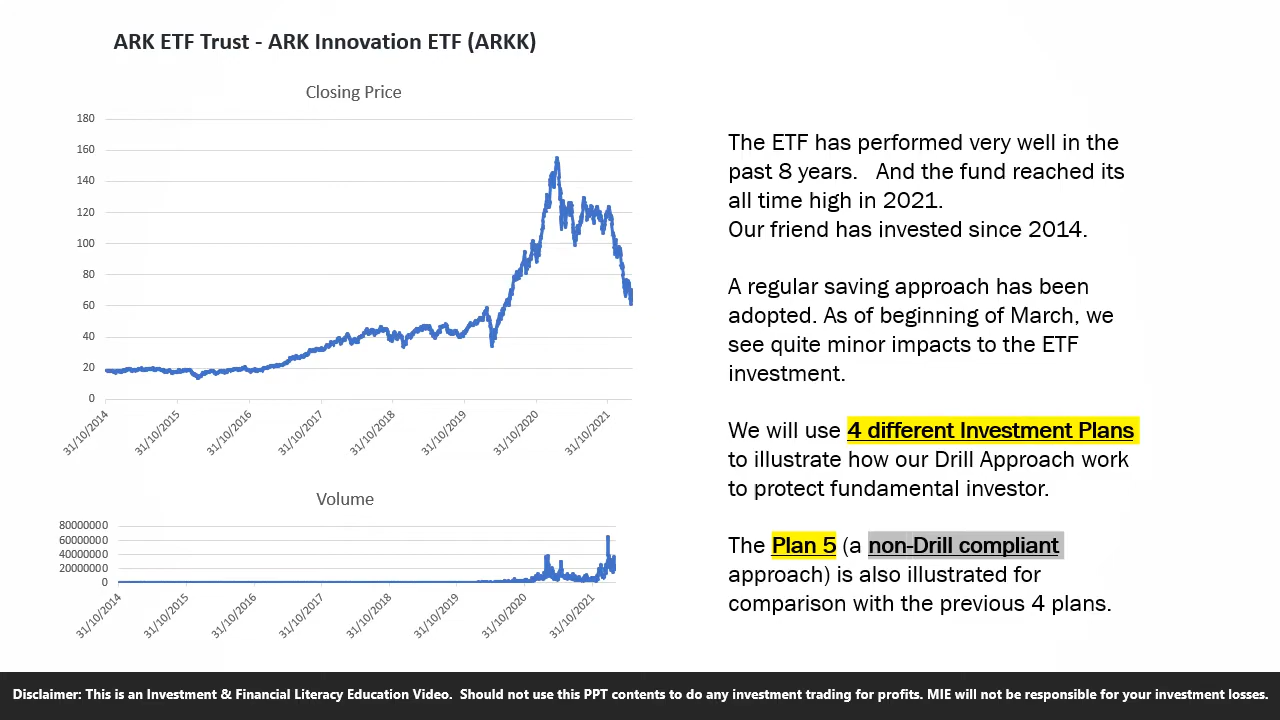 ARK ETF Trust - ARK Innovation ETF (ARKK)
Closing Price
180
160
140
120
100
80
60
40
20
0
31/10/2014
31/10/2015
31/10/2016
31/10/2017
31/10/2018
31/10/2019
31/10/2020
31/10/2021
Volume
80000000
60000000
40000000
20000000
0
31/10/2014
31/10/2015
31/10/2016
31/10/2017
31/10/2018
31/10/2019
31/10/2020
31/10/2021
The ETF has performed very well in the
past 8 years. And the fund reached its
all time high in 2021.
Our friend has invested since 2014.
A regular saving approach has been
adopted. As of beginning of March, we
see quite minor impacts to the ETF
investment.
We will use 4 different Investment Plans
to illustrate how our Drill Approach work
to protect fundamental investor.
The Plan 5 (a non-Drill compliant
approach) is also illustrated for
comparison with the previous 4 plans.
Disclaimer: This is an Investment & Financial Literacy Education Video. Should not use this PPT contents to do any investment trading for profits. MIE will not be responsible for your investment losses.